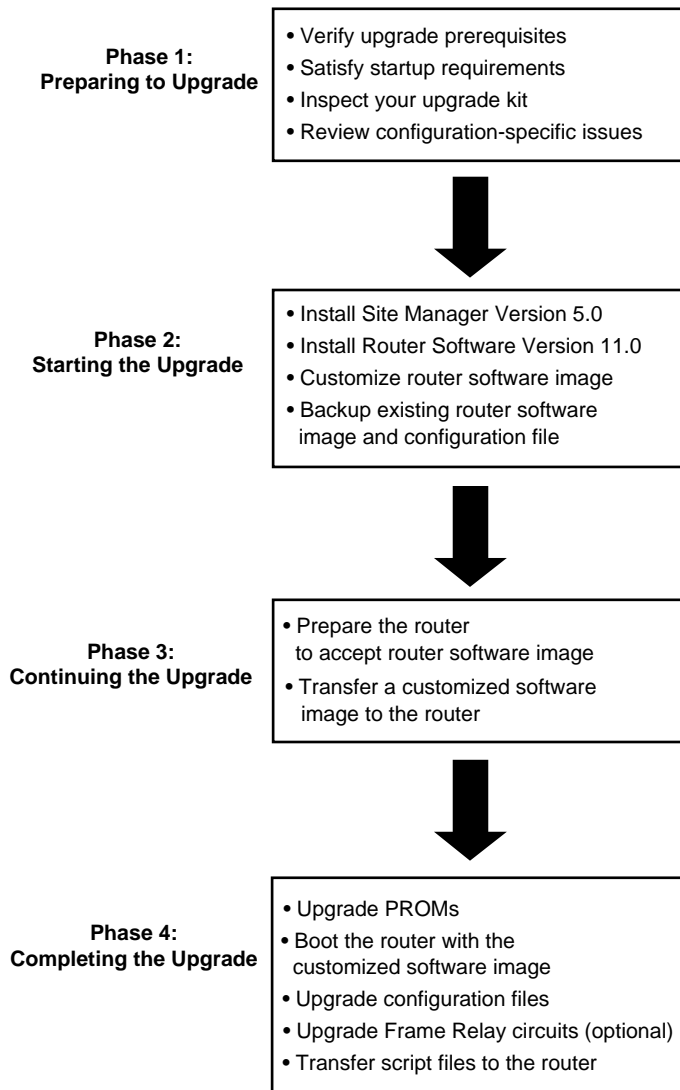 Phase 1:
Preparing to Upgrade
• Verify upgrade prerequisites
• Satisfy startup requirements
• Inspect your upgrade kit
• Review configuration-specific issues
Phase 2:
Starting the Upgrade
• Install Site Manager Version 5.0
• Install Router Software Version 11.0
• Customize router software image
• Backup existing router software
image and configuration file
Phase 3:
Continuing the Upgrade
• Prepare the router
to accept router software image
• Transfer a customized software
image to the router
Phase 4:
Completing the Upgrade
• Upgrade PROMs
• Boot the router with the
customized software image
• Upgrade configuration files
• Upgrade Frame Relay circuits (optional)
• Transfer script files to the router